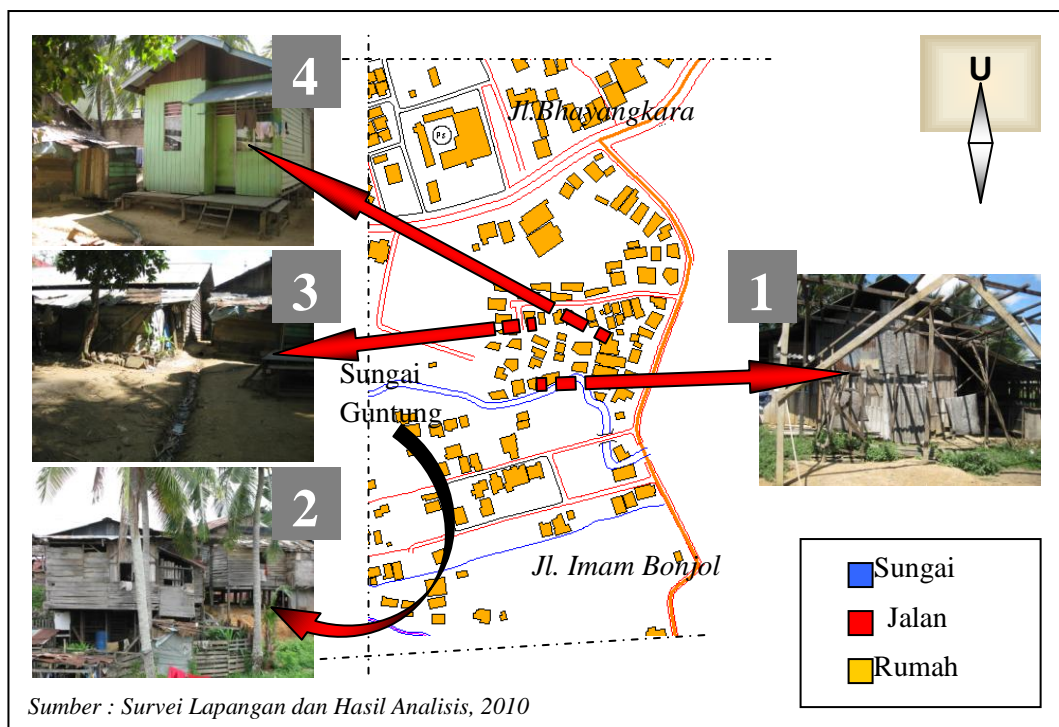 4
Jl.Bhayangkara
Ps
U
3
1
Sungai
Guntung
2
Jl. Imam Bonjol
Sungai
Jalan
Rumah
Sumber : Survei Lapangan dan Hasil Analisis, 2010